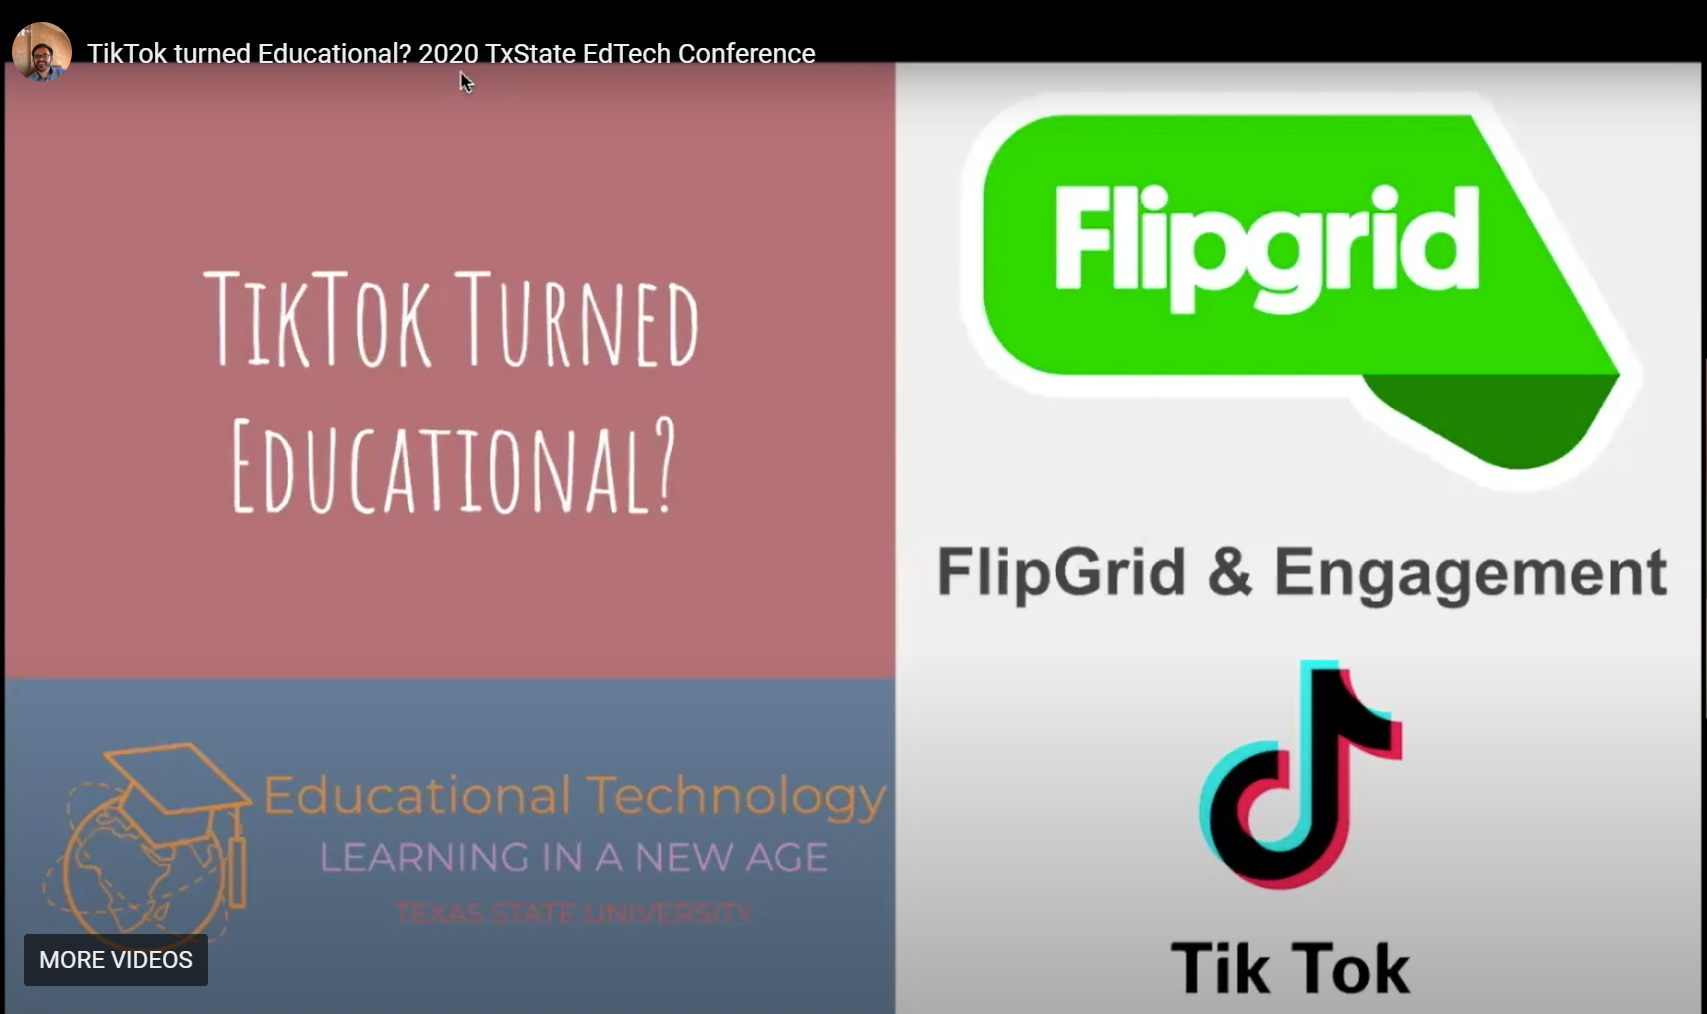 TikTok turned Educational? 2020 TxState EdTech Conference
TikTok Turned
Educational?
Educational Technology
LEARNING IN A NEW AGE
TEXAS STATE UNIVERSITY
MORE VIDEOS
Flipgrid
FlipGrid & Engagement
Tik Tok